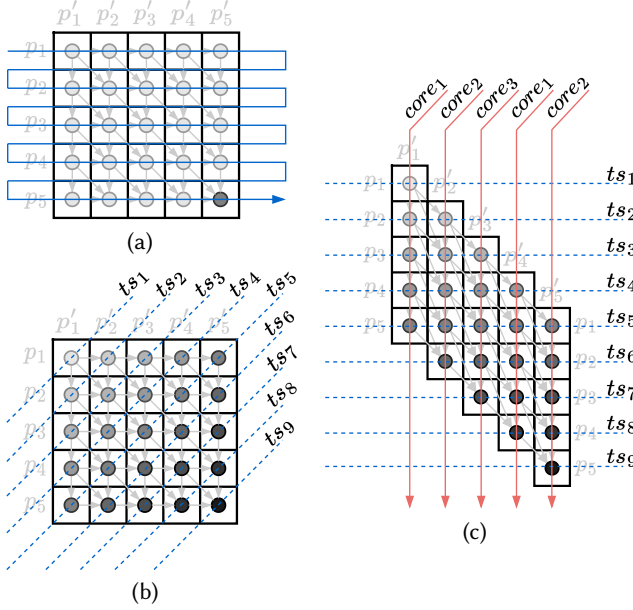 p′1 p′2 p′3 p′4 p′5
p1
p2
p3
p4
p5
(a)
ts1 ts2 ts3 ts4 ts5
ts6
ts7
ts8
ts9
p′1 p′2 p′3 p′4 p′5
p1
p2
p3
p4
p5
(b)
core1 core2 core3 core1 core2
p′1
p1 ts1
p′2
p2 ts2
p′3
p3 ts3
p′4
p4 ts4
p′5
p5 p1 ts5
p2 ts6
p3 ts7
p4 ts8
p5 ts9
(c)